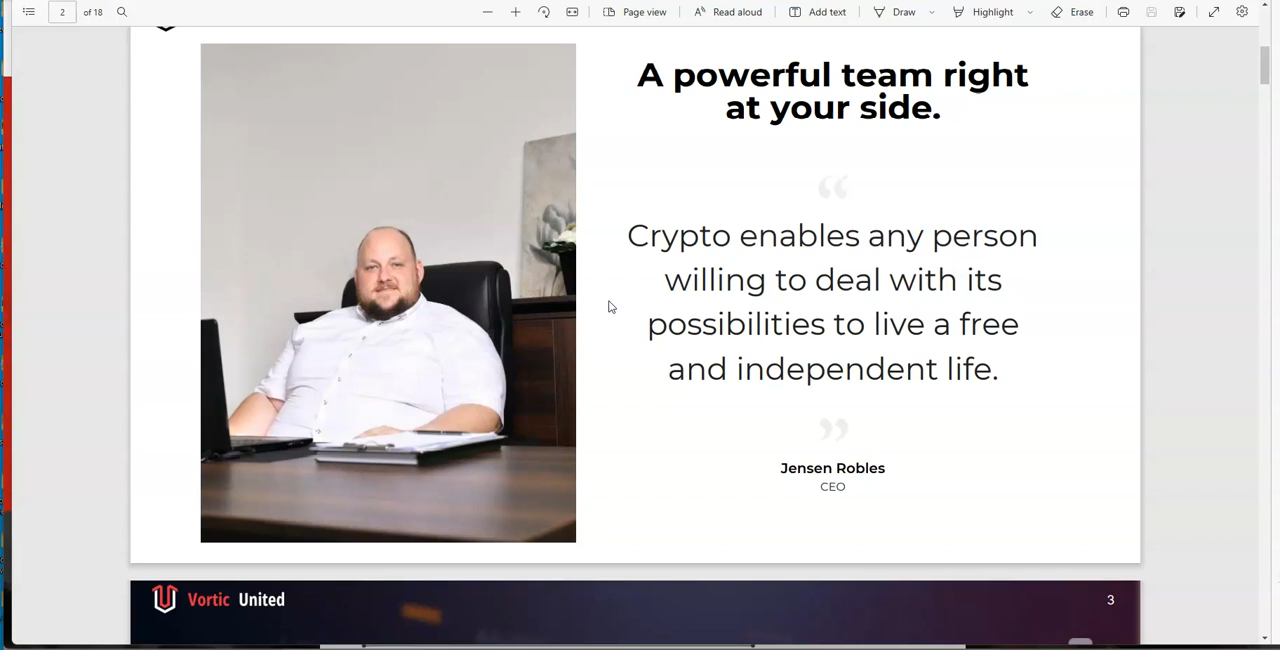 2 of 18 Page view Read aloud Add text Draw Highlight Erase
A powerful team right
at your side.
“
Crypto enables any person
willing to deal with its
possibilities to live a free
and independent life.
”
Jensen Robles
CEO
Vortic United
3